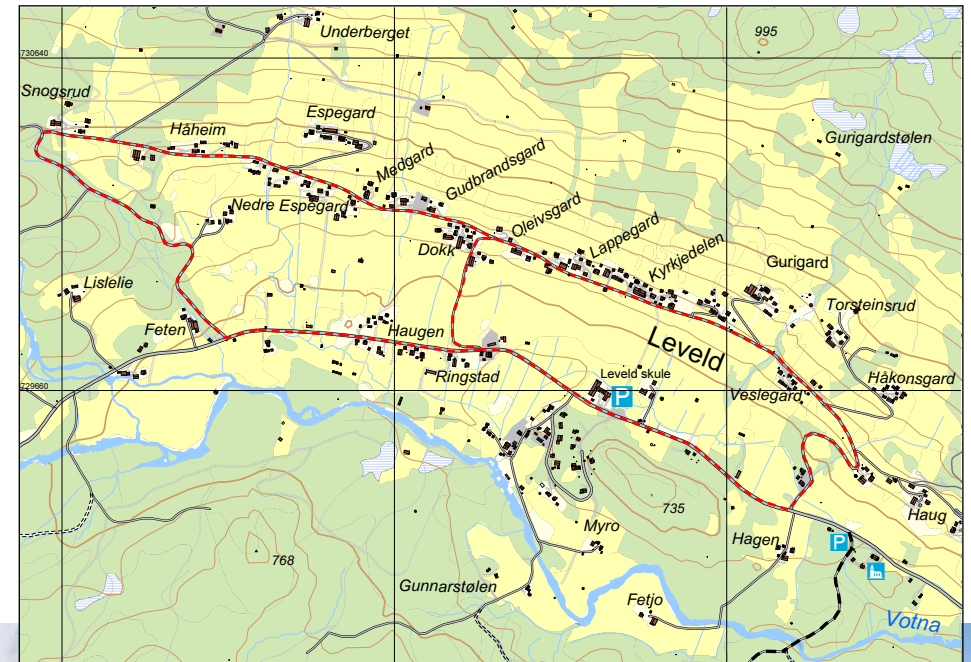 995
Underberget
730640
Snogsrud
Espegard
Håheim
Gurigardstølen
Medgard
Gudbrandsgard
Nedre Espegard
Oleivsgard
Dokk
Lappegard
Kyrkjedelen
Gurigard
Lislelie
Torsteinsrud
Feten
Haugen
Leveld
Ringstad
Leveld skule
Håkonsgard
729660
P
Veslegard
735
Haug
Myro
Hagen
P
768
Gunnarstølen
Fetjo
Votna